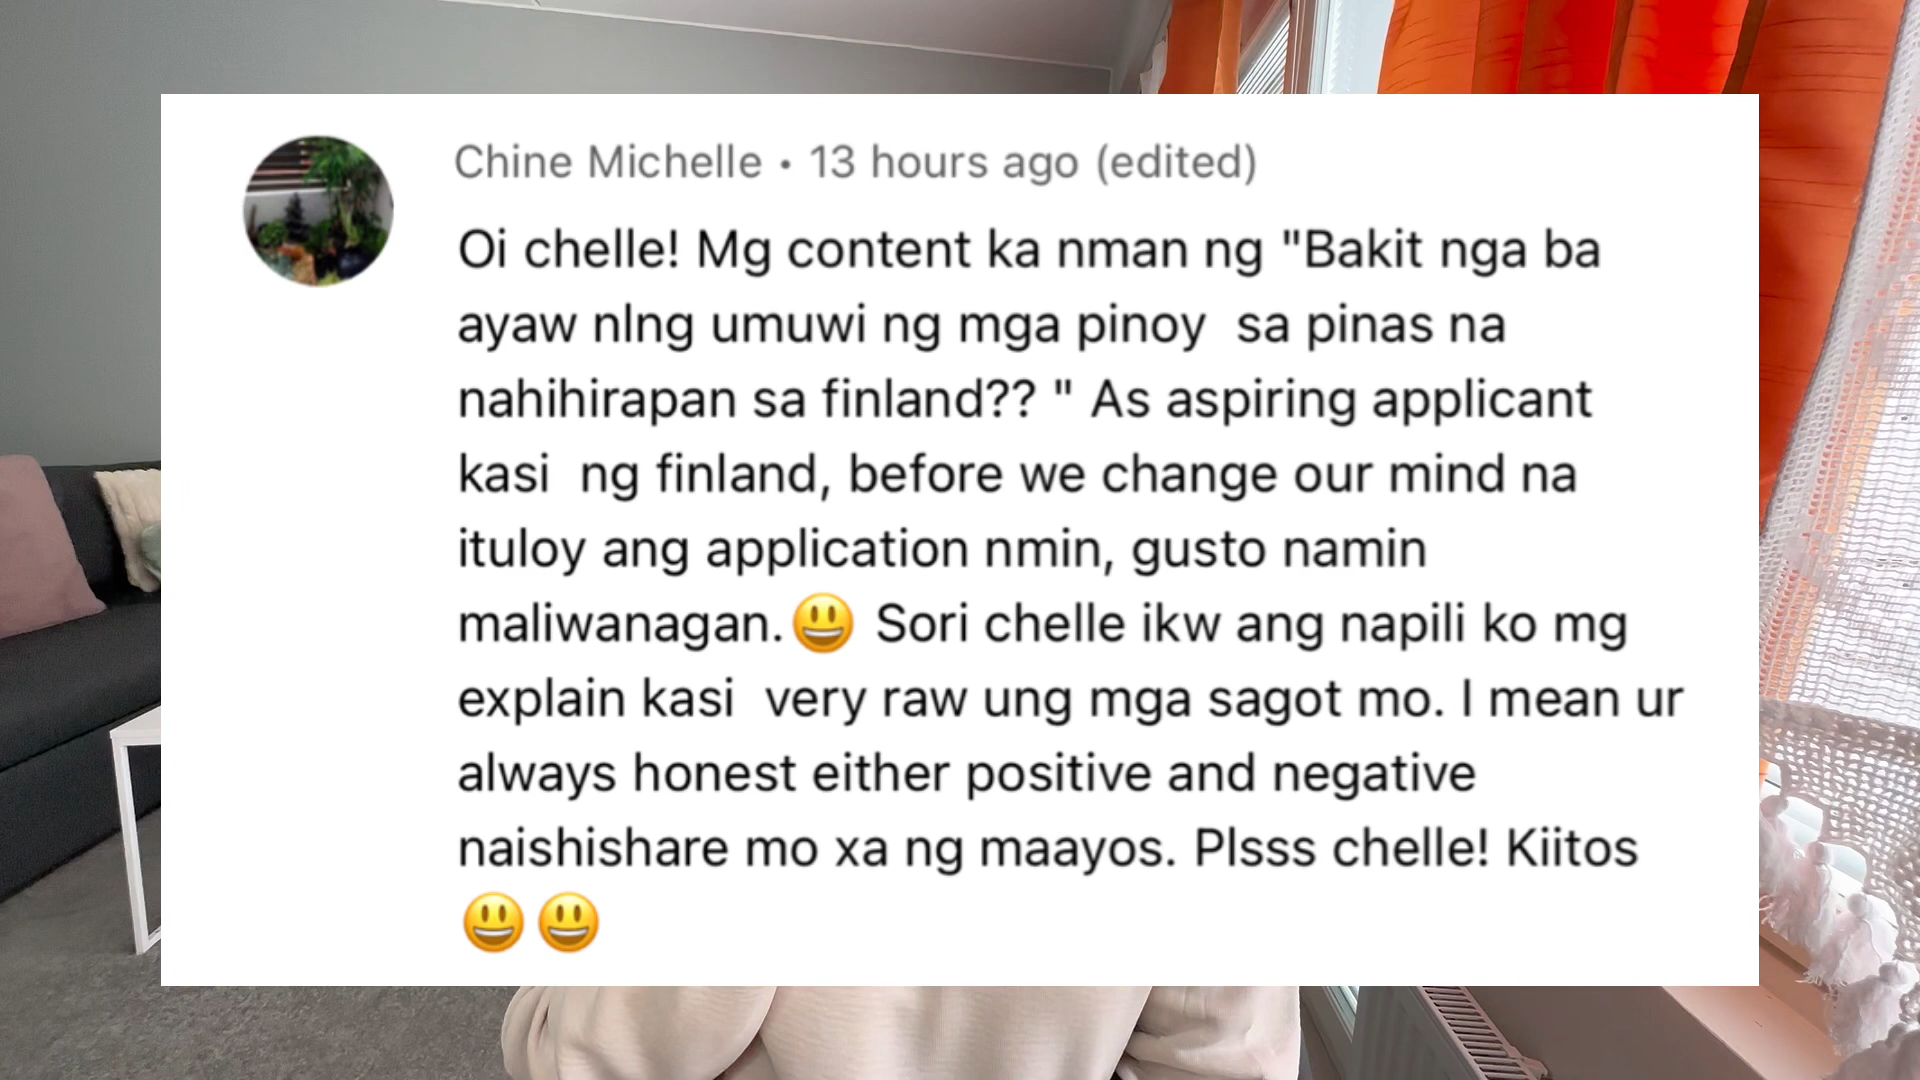 Chine Michelle • 13 hours ago (edited)
Oi chelle! Mg content ka nman ng "Bakit nga ba
ayaw nlng umuwi ng mga pinoy  sa pinas na
nahihirapan sa finland?? " As aspiring applicant
kasi  ng finland, before we change our mind na
ituloy ang application nmin, gusto namin
maliwanagan.😃 Sori chelle ikw ang napili ko mg
explain kasi  very raw ung mga sagot mo. I mean ur
always honest either positive and negative
naishishare mo xa ng maayos. Plsss chelle! Kiitos
😃😃